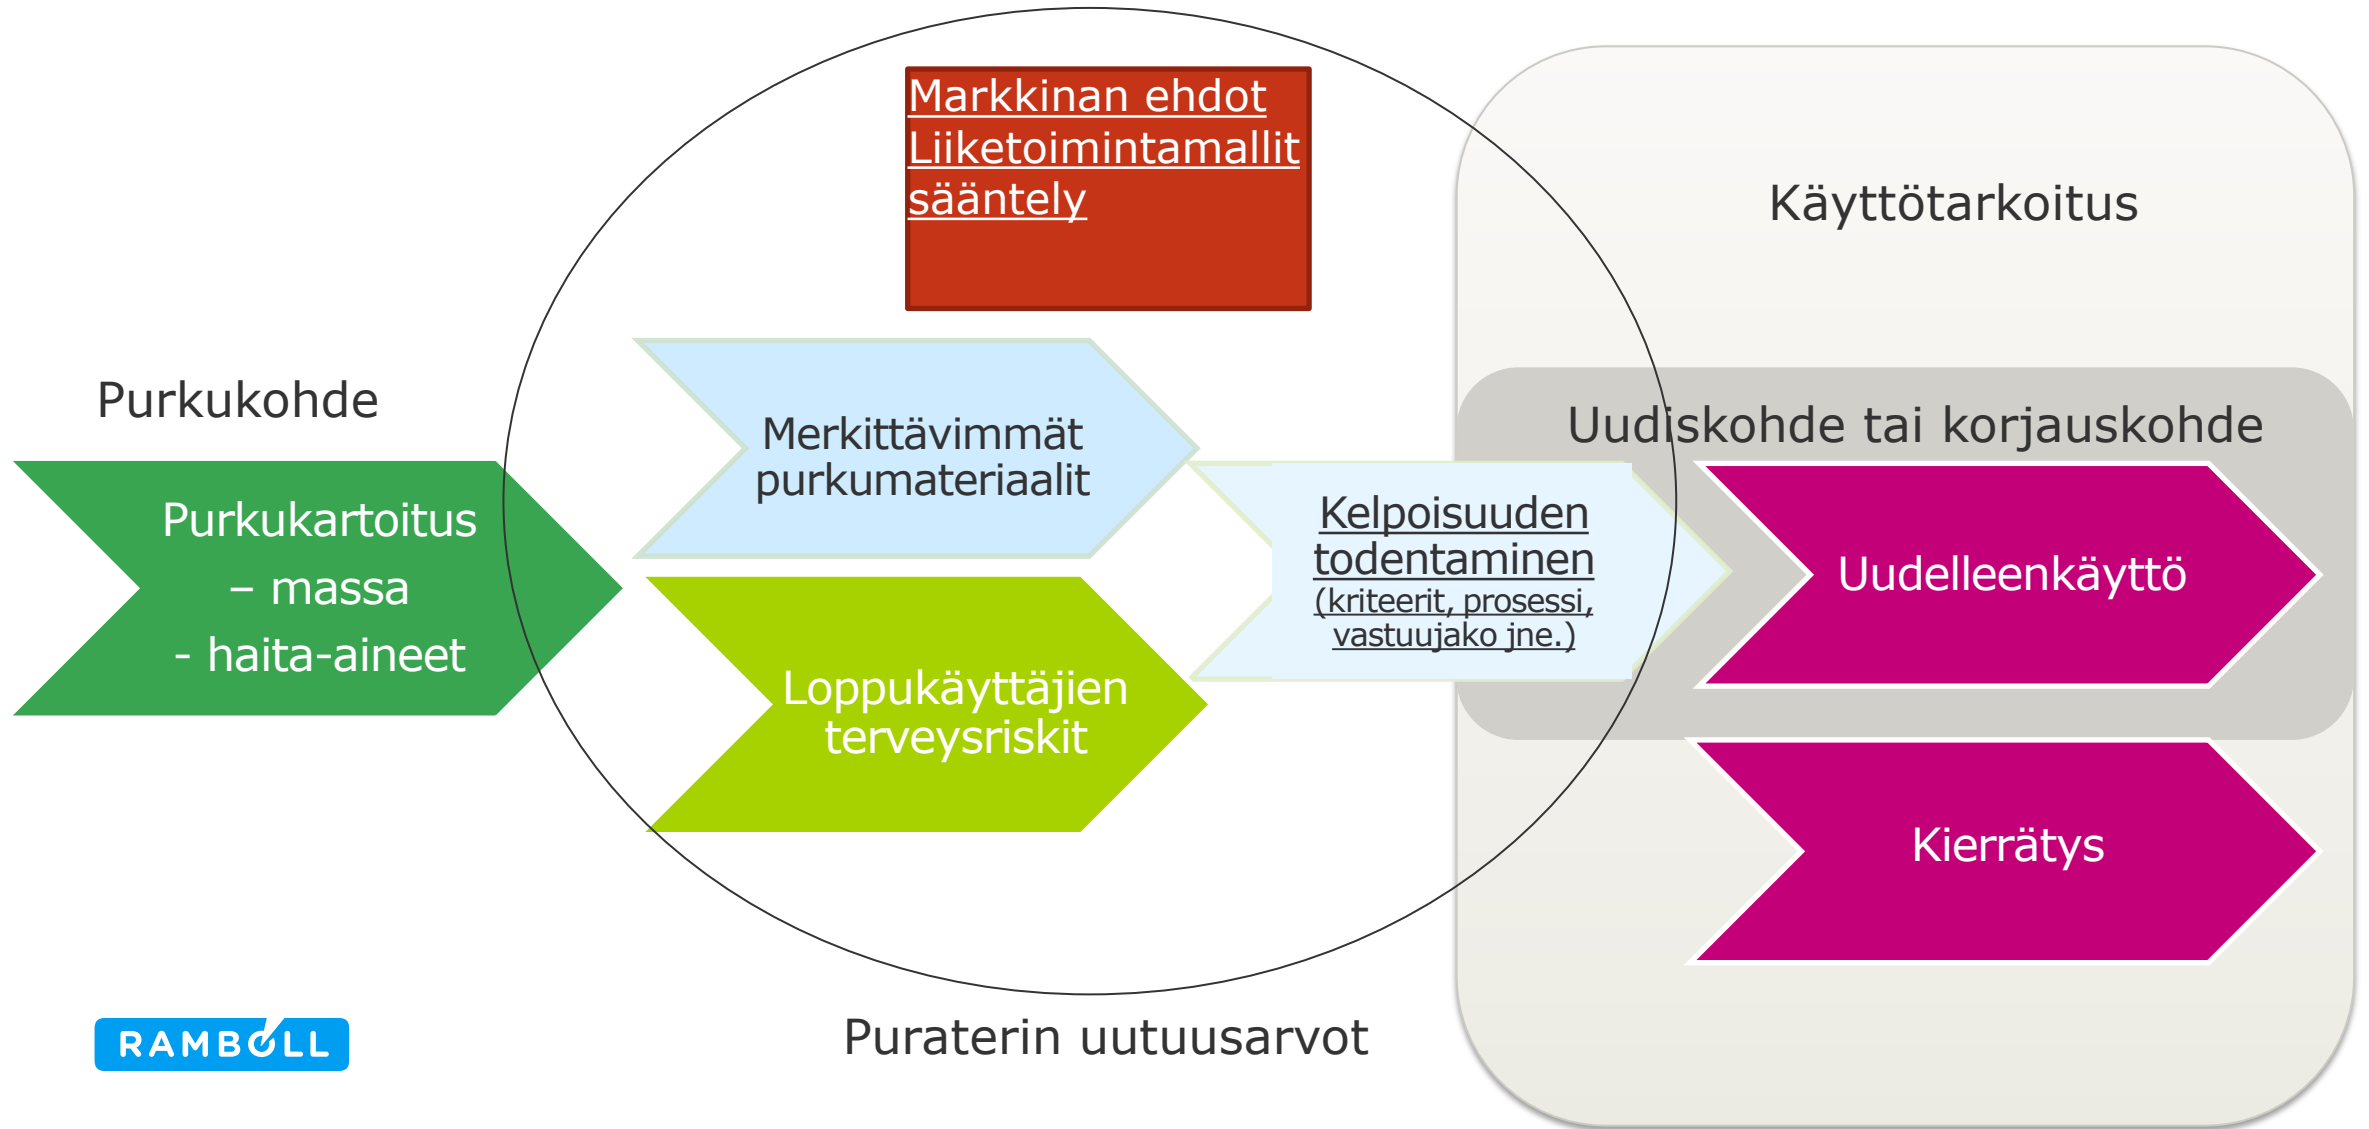 Markkinan ehdot
Liiketoimintamallit
sääntely
Käyttötarkoitus
Purkukohde
Purkukartoitus
– massa
- haita-aineet
Merkittävimmät
purkumateriaalit
Loppukäyttäjien
terveysriskit
Kelpoisuuden
todentaminen
(kriteerit, prosessi,
vastuujako jne.)
Uudiskohde tai korjauskohde
Uudelleenkäyttö
Kierrätys
Puraterin uutuusarvot
RAMBOLL